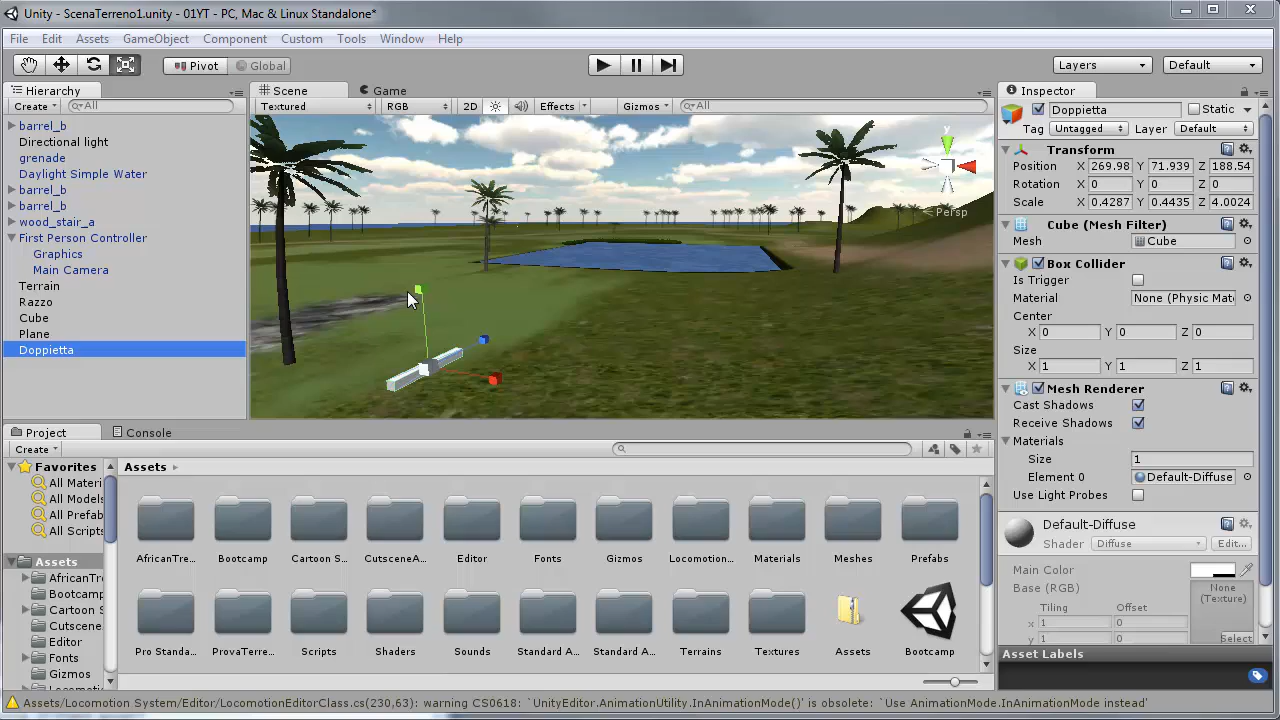 Unity - ScenaTerreno1.unity - 01YT - PC, Mac & Linux Standalone*
File Edit Assets GameObject Component Custom Tools Window Help
Pivot Global Layers Default
Hierarchy
Create All
barrel_b
Directional light
grenade
Daylight Simple Water
barrel_b
barrel_b
wood_stair_a
First Person Controller
Graphics
Main Camera
Terrain
Razzo
Cube
Plane
Doppietta
Scene Game
Textured RGB 2D Effects Gizmos All
y
Persp
Inspector
Doppietta Static
Tag Untagged Layer Default
Transform
Position X 269.98 Y 71.939 Z 188.54
Rotation X 0 Y 0 Z 0
Scale X 0.4287 Y 0.4435 Z 4.0024
Cube (Mesh Filter)
Mesh Cube
Box Collider
Is Trigger
Material None (Physic Mat
Center
X 0 Y 0 Z 0
Size
X 1 Y 1 Z 1
Mesh Renderer
Cast Shadows
Receive Shadows
Materials
Size 1
Element 0 Default-Diffuse
Use Light Probes
Default-Diffuse
Shader Diffuse Edit...
Main Color
Base (RGB)
None
(Texture)
Tiling Offset
x 1 0
y 1 0
Select
Asset Labels
Project Console
Create
Favorites
All Materi
All Models
All Prefab
All Scripts
Assets
AfricanTre
Bootcamp
Cartoon S
Cutscene
Editor
Fonts
Gizmos
Assets
AfricanTre... Bootcamp Cartoon S... CutsceneA... Editor Fonts Gizmos Locomotion ... Materials Meshes Prefabs
Pro Standa... ProvaTerre... Scripts Shaders Sounds Standard A... Standard A... Terrains Textures Assets Bootcamp
Assets/Locomotion System/Editor/LocomotionEditorClass.cs(230,63): warning CS0618: `UnityEditor.AnimationUtility.InAnimationMode()' is obsolete: `Use AnimationMode.InAnimationMode instead'